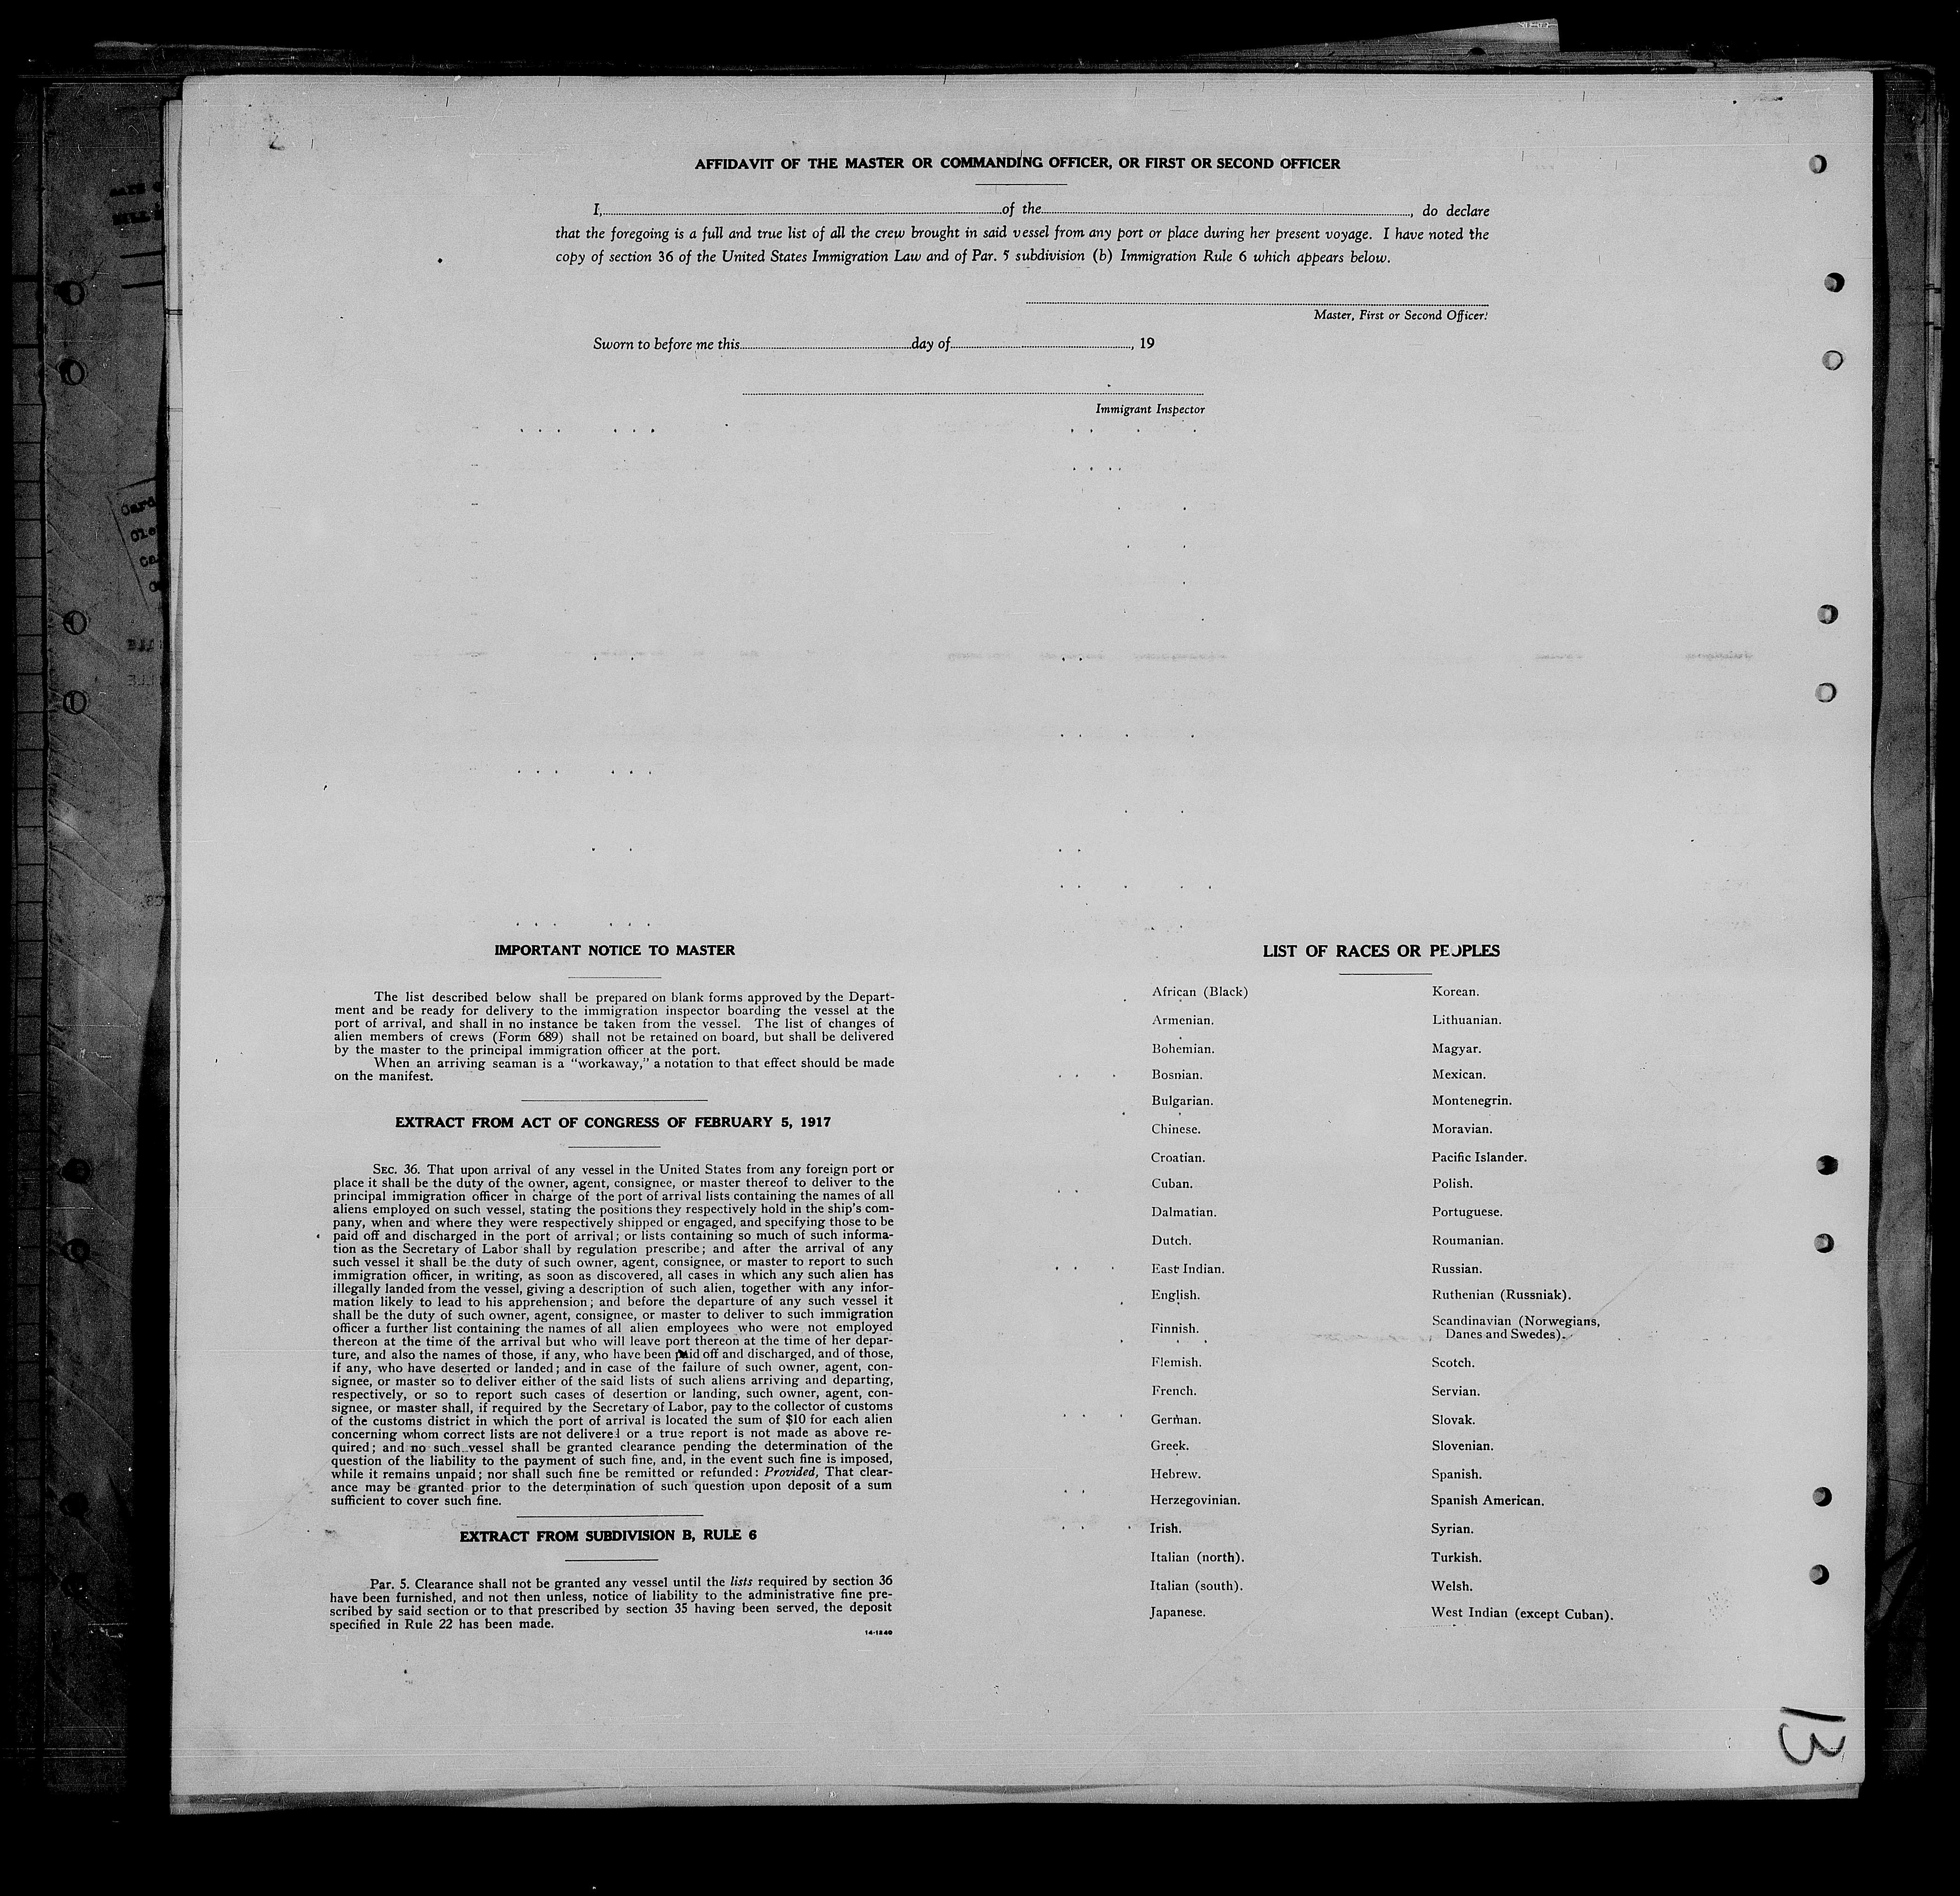 AFFIDAVIT OF THE MASTER OR COMMANDING OFFICER, OR FIRST OR SECOND OFFICER
I, of the , do declare
that the foregoing is a full and true list of all the crew brought in said vessel from any port or place during her present voyage. I have noted the
copy of section 36 of the United States Immigration Law and of Par. 5 subdivision (b) Immigration Rule 6 which appears below.
Master, First or Second Officer.
Sworn to before me this day of , 19
Immigrant Inspector
IMPORTANT NOTICE TO MASTER
The list described below shall be prepared on blank forms approved by the Depart-
ment and be ready for delivery to the immigration inspector boarding the vessel at the
port of arrival, and shall in no instance be taken from the vessel. The list of changes of
alien members of crews (Form 689) shall not be retained on board, but shall be delivered
by the master to the principal immigration officer at the port.
When an arriving seaman is a "workaway," a notation to that effect should be made
on the manifest.
EXTRACT FROM ACT OF CONGRESS OF FEBRUARY 5, 1917
SEC. 36. That upon arrival of any vessel in the United States from any foreign port or
place it shall be the duty of the owner, agent, consignee, or master thereof to deliver to the
principal immigration officer in charge of the port of arrival lists containing the names of all
aliens employed on such vessel, stating the positions they respectively hold in the ship's com-
pany, when and where they were respectively shipped or engaged, and specifying those to be
paid off and discharged in the port of arrival; or lists containing so much of such informa-
tion as the Secretary of Labor shall by regulation prescribe; and after the arrival of any
such vessel it shall be the duty of such owner, agent, consignee, or master to report to such
immigration officer, in writing, as soon as discovered, all cases in which any such alien has
illegally landed from the vessel, giving a description of such alien, together with any infor-
mation likely to lead to his apprehension; and before the departure of any such vessel it
shall be the duty of such owner, agent, consignee, or master to deliver to such immigration
officer a further list containing the names of all alien employees who were not employed
thereon at the time of the arrival but who will leave port thereon at the time of her depar-
ture, and also the names of those, if any, who have been paid off and discharged, and of those,
if any, who have deserted or landed; and in case of the failure of such owner, agent, con-
signee, or master so to deliver either of the said lists of such aliens arriving and departing,
respectively, or so to report such cases of desertion or landing, such owner, agent, con-
signee, or master shall, if required by the Secretary of Labor, pay to the collector of customs
of the customs district in which the port of arrival is located the sum of $10 for each alien
concerning whom correct lists are not delivered or a true report is not made as above re-
quired; and no such vessel shall be granted clearance pending the determination of the
question of the liability to the payment of such fine, and, in the event such fine is imposed,
while it remains unpaid; nor shall such fine be remitted or refunded: Provided, That clear-
ance may be granted prior to the determination of such question upon deposit of a sum
sufficient to cover such fine.
EXTRACT FROM SUBDIVISION B, RULE 6
Par. 5. Clearance shall not be granted any vessel until the lists required by section 36
have been furnished, and not then unless, notice of liability to the administrative fine pre-
scribed by said section or to that prescribed by section 35 having been served, the deposit
specified in Rule 22 has been made.
14-1240
LIST OF RACES OR PEOPLES
African (Black)
Armenian.
Bohemian.
Bosnian.
Bulgarian.
Chinese.
Croatian.
Cuban.
Dalmatian.
Dutch.
East Indian.
English.
Finnish.
Flemish.
French.
German.
Greek.
Hebrew.
Herzegovinian.
Irish.
Italian (north).
Italian (south).
Japanese.
Korean.
Lithuanian.
Magyar.
Mexican.
Montenegrin.
Moravian.
Pacific Islander.
Polish.
Portuguese.
Roumanian.
Russian.
Ruthenian (Russniak).
Scandinavian (Norwegians,
Danes and Swedes).
Scotch.
Servian.
Slovak.
Slovenian.
Spanish.
Spanish American.
Syrian.
Turkish.
Welsh.
West Indian (except Cuban).
13